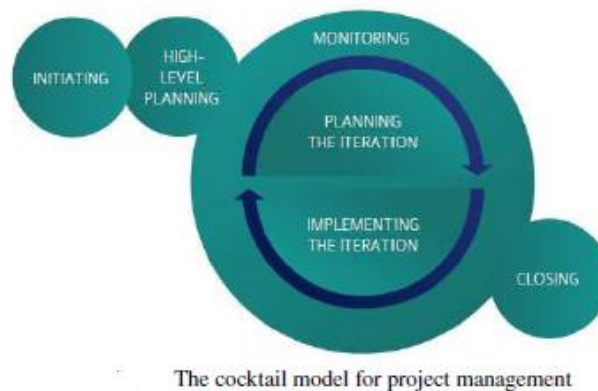 INITIATING
HIGH-
LEVEL
PLANNING
MONITORING
PLANNING
THE ITERATION
IMPLEMENTING
THE ITERATION
CLOSING
The cocktail model for project management